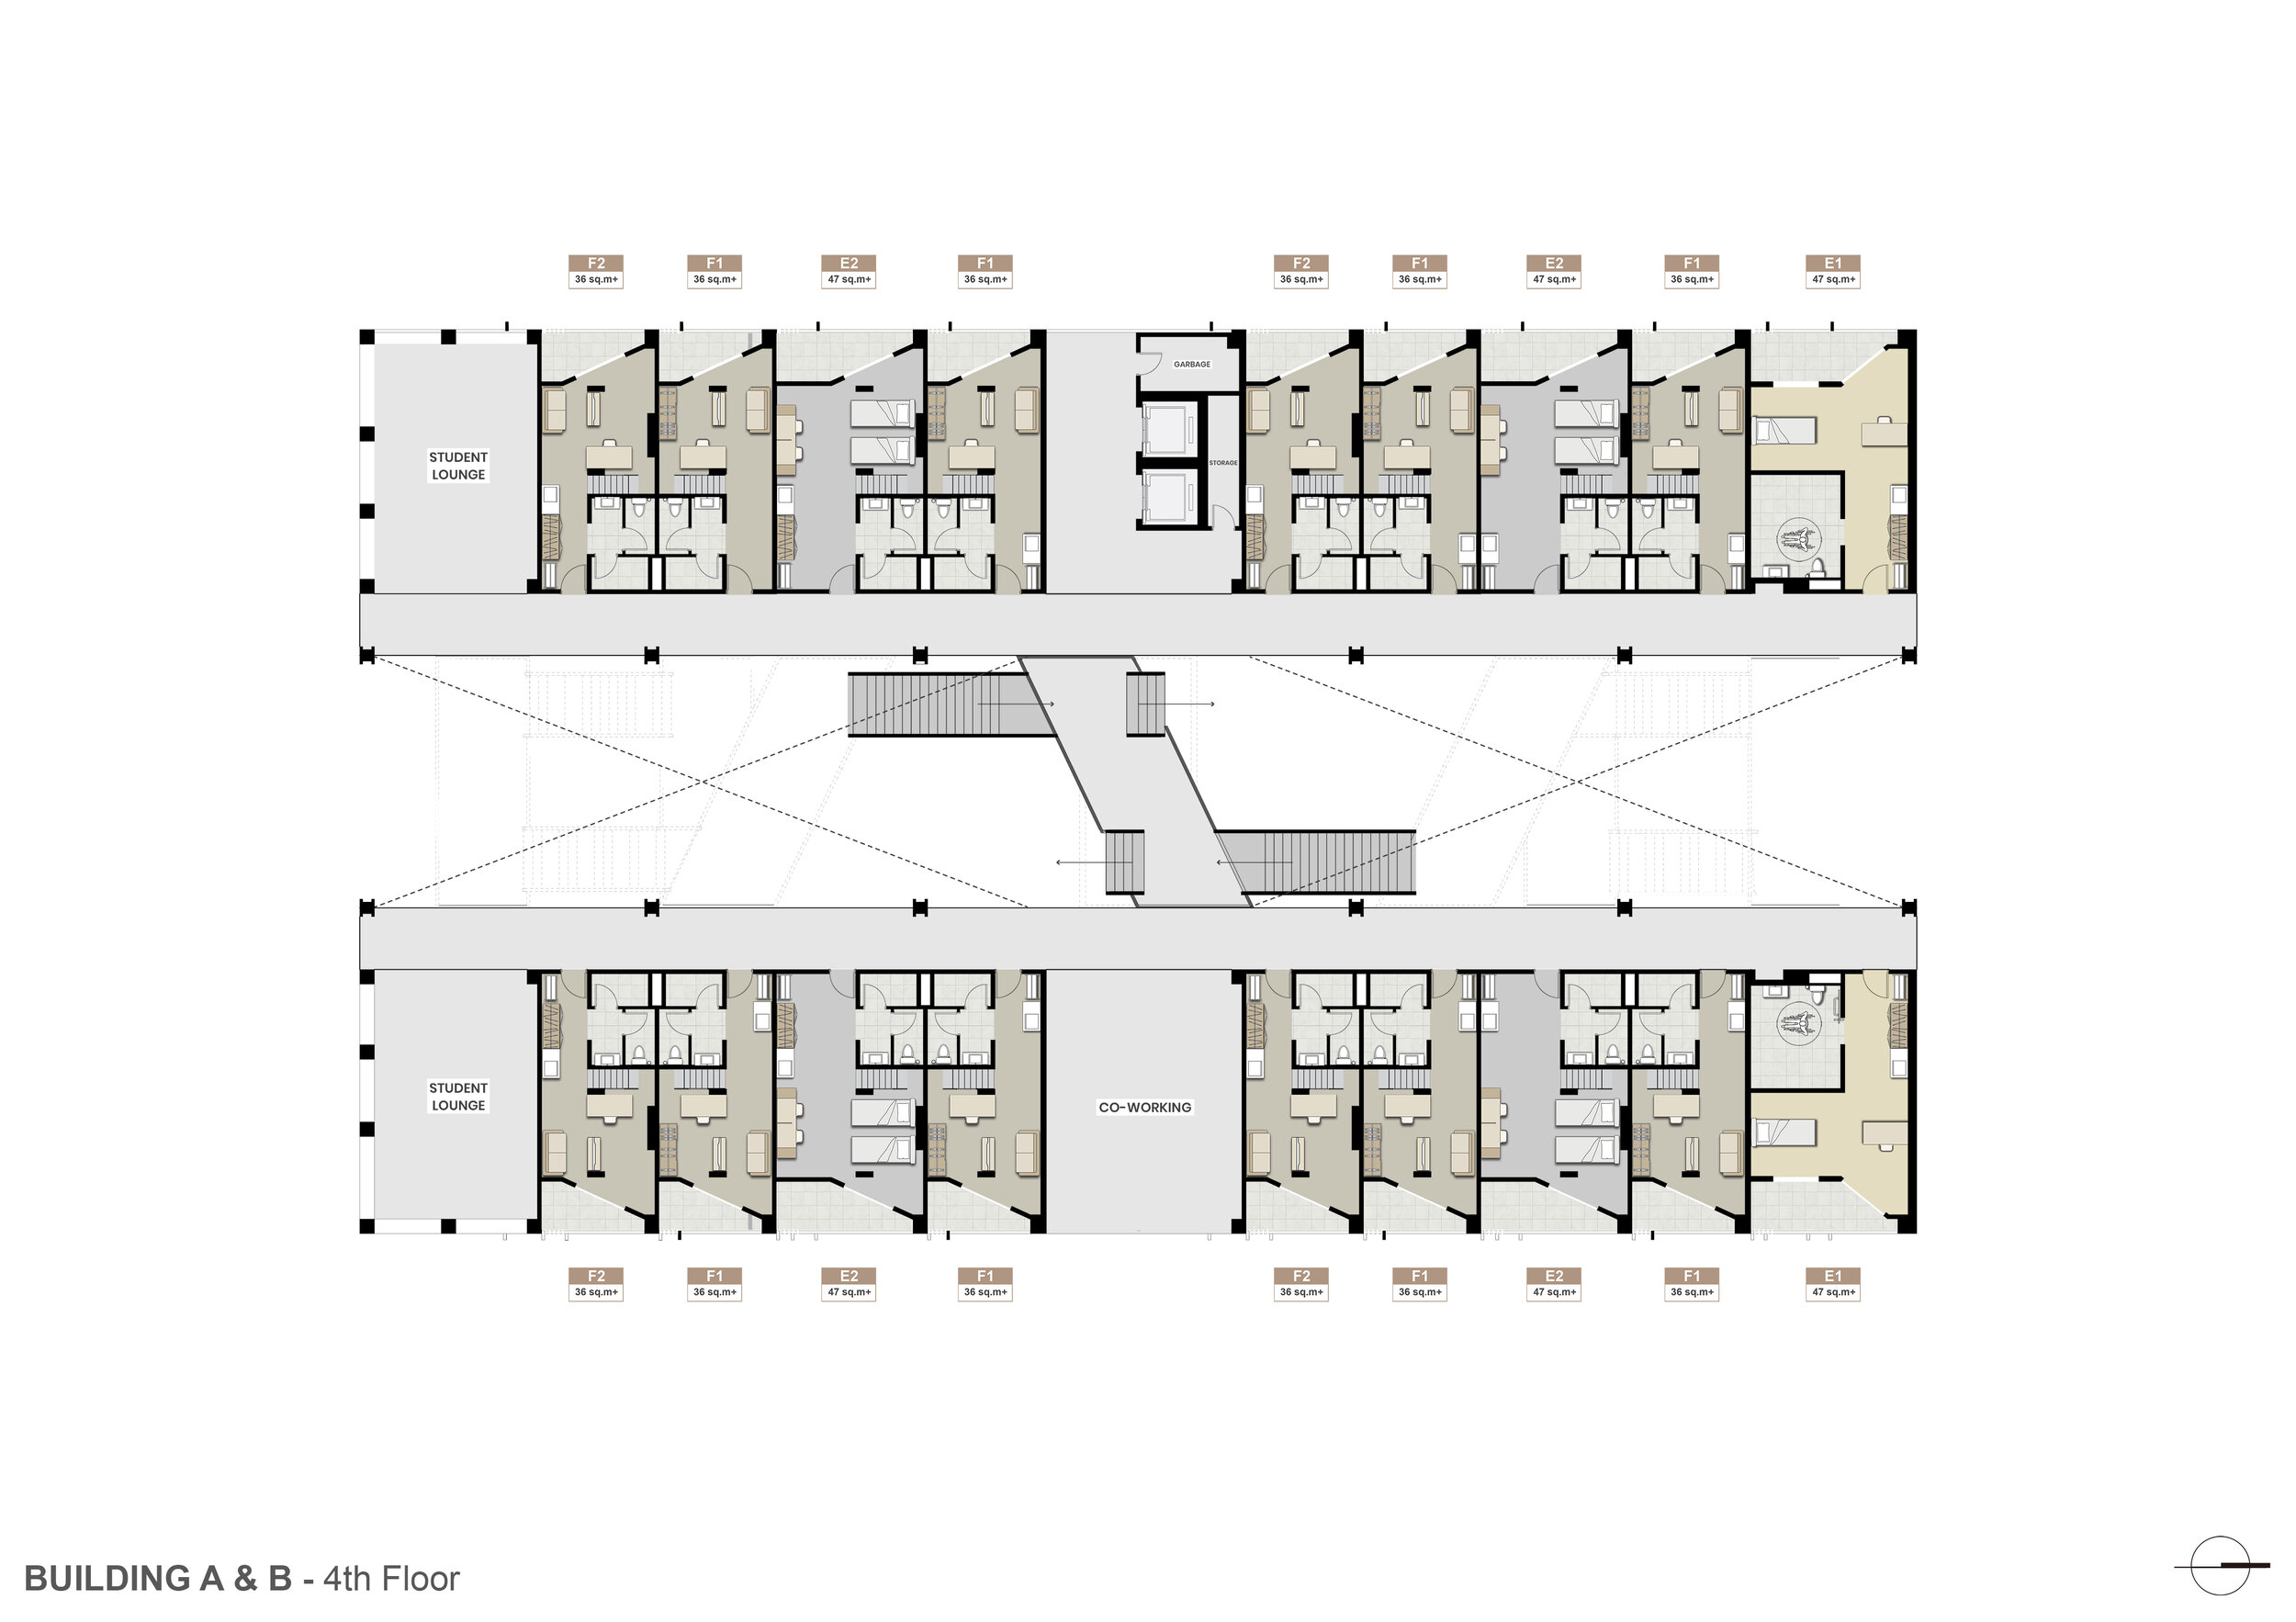 F2 F1 E2 F1 F2 F1 E2 F1 E1
36 sq.m+ 36 sq.m+ 47 sq.m+ 36 sq.m+ 36 sq.m+ 36 sq.m+ 47 sq.m+ 36 sq.m+ 47 sq.m+
GARBAGE
STUDENT
LOUNGE
STORAGE
STUDENT
LOUNGE
CO-WORKING
F2 F1 E2 F1 F2 F1 E2 F1 E1
36 sq.m+ 36 sq.m+ 47 sq.m+ 36 sq.m+ 36 sq.m+ 36 sq.m+ 47 sq.m+ 36 sq.m+ 47 sq.m+
BUILDING A & B - 4th Floor